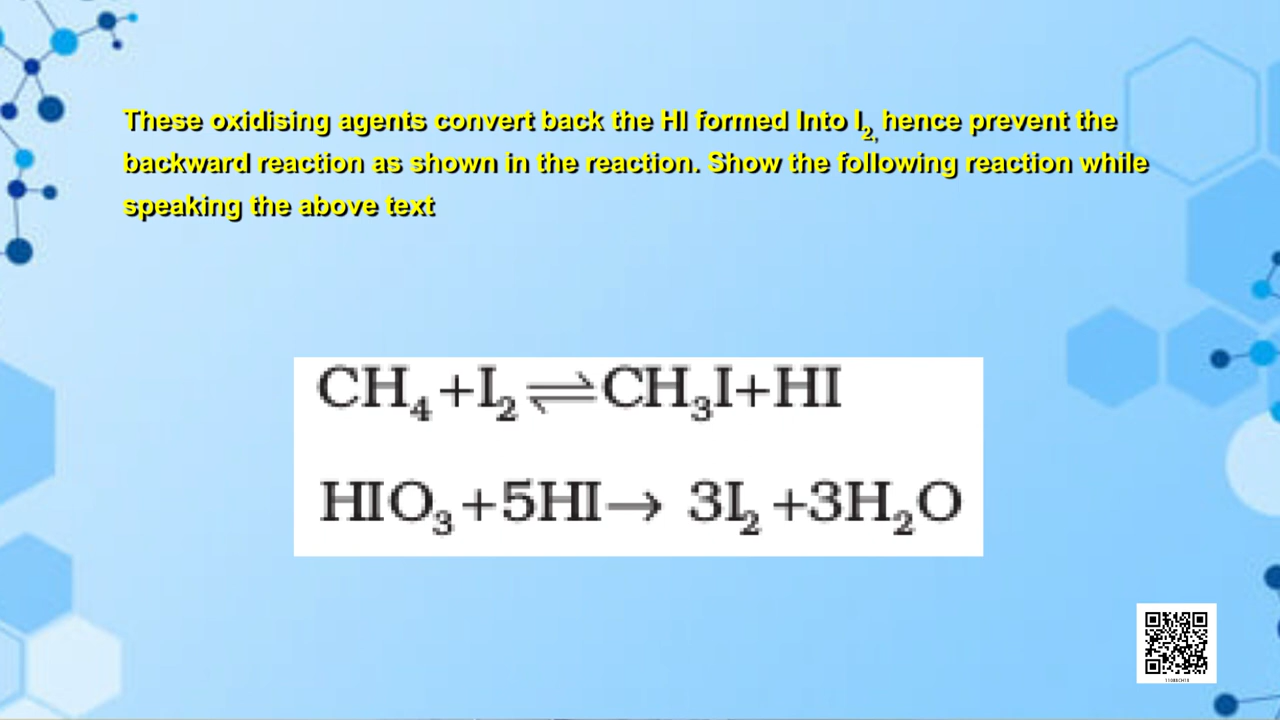 These oxidising agents convert back the HI formed Into I₂, hence prevent the
backward reaction as shown in the reaction. Show the following reaction while
speaking the above text
CH₄+I₂⇌CH₃I+HI
HIO₃+5HI→ 3I₂+3H₂O